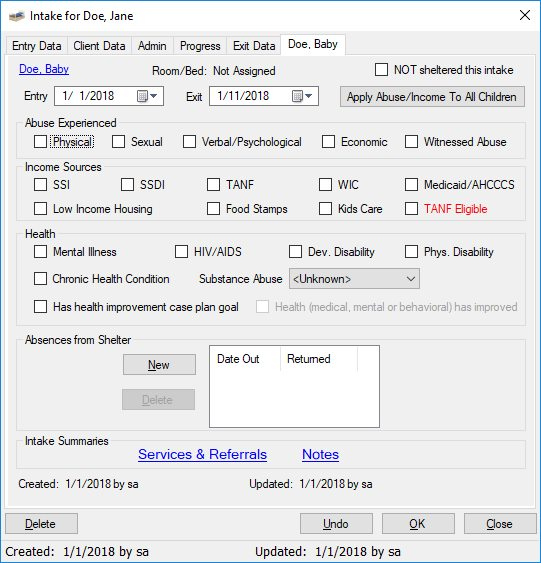 Intake for Doe, Jane
Entry Data Client Data Admin Progress Exit Data Doe, Baby
Doe, Baby Room/Bed: Not Assigned NOT sheltered this intake
Entry 1/ 1/2018 Exit 1/11/2018 Apply Abuse/Income To All Children
Abuse Experienced
Physical Sexual Verbal/Psychological Economic Witnessed Abuse
Income Sources
SSI SSDI TANF WIC Medicaid/AHCCCS
Low Income Housing Food Stamps Kids Care TANF Eligible
Health
Mental Illness HIV/AIDS Dev. Disability Phys. Disability
Chronic Health Condition Substance Abuse <Unknown>
Has health improvement case plan goal Health (medical, mental or behavioral) has improved
Absences from Shelter
New Date Out Returned
Delete
Intake Summaries
Services & Referrals Notes
Created: 1/1/2018 by sa Updated: 1/1/2018 by sa
Delete Undo OK Close
Created: 1/1/2018 by sa Updated: 1/1/2018 by sa